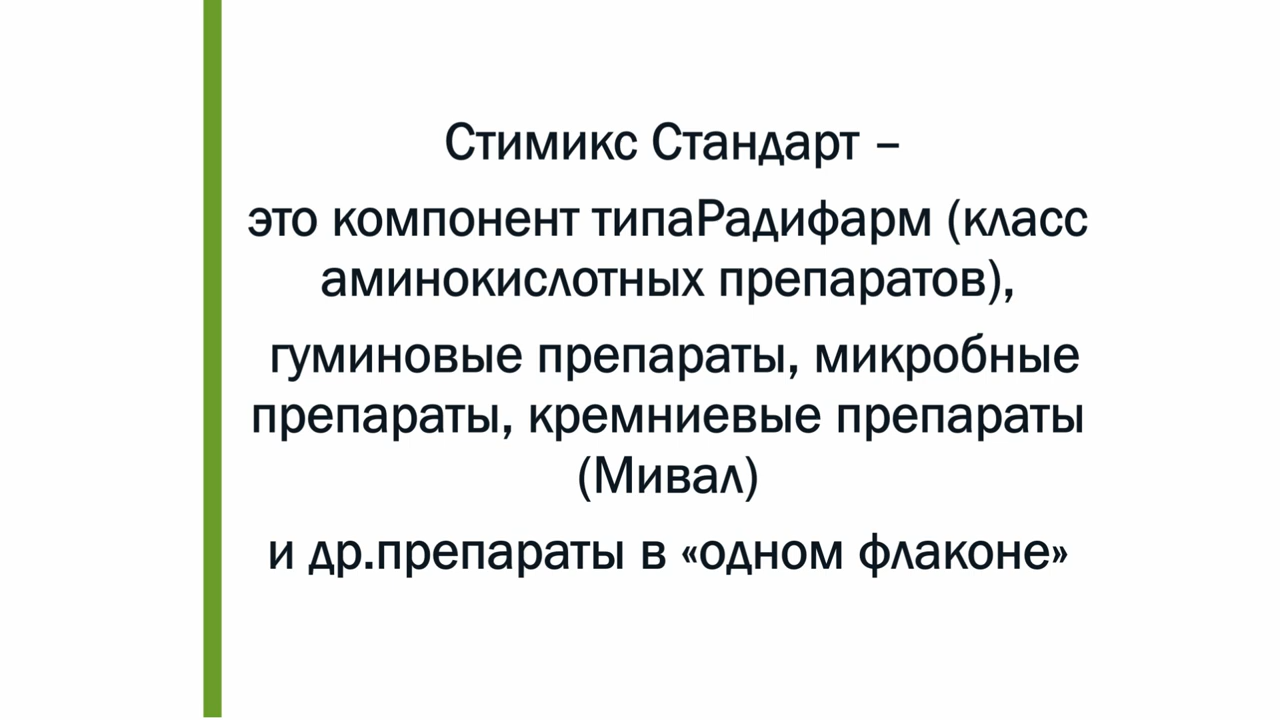 Стимикс Стандарт –
это компонент типаРадифарм (класс
аминокислотных препаратов),
гуминовые препараты, микробные
препараты, кремниевые препараты
(Мивал)
и др.препараты в «одном флаконе»